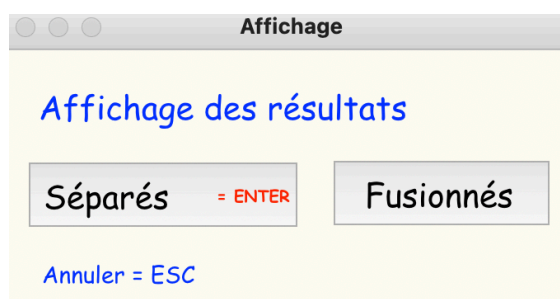 Affichage
Affichage des résultats
Séparés = ENTER Fusionnés
Annuler = ESC